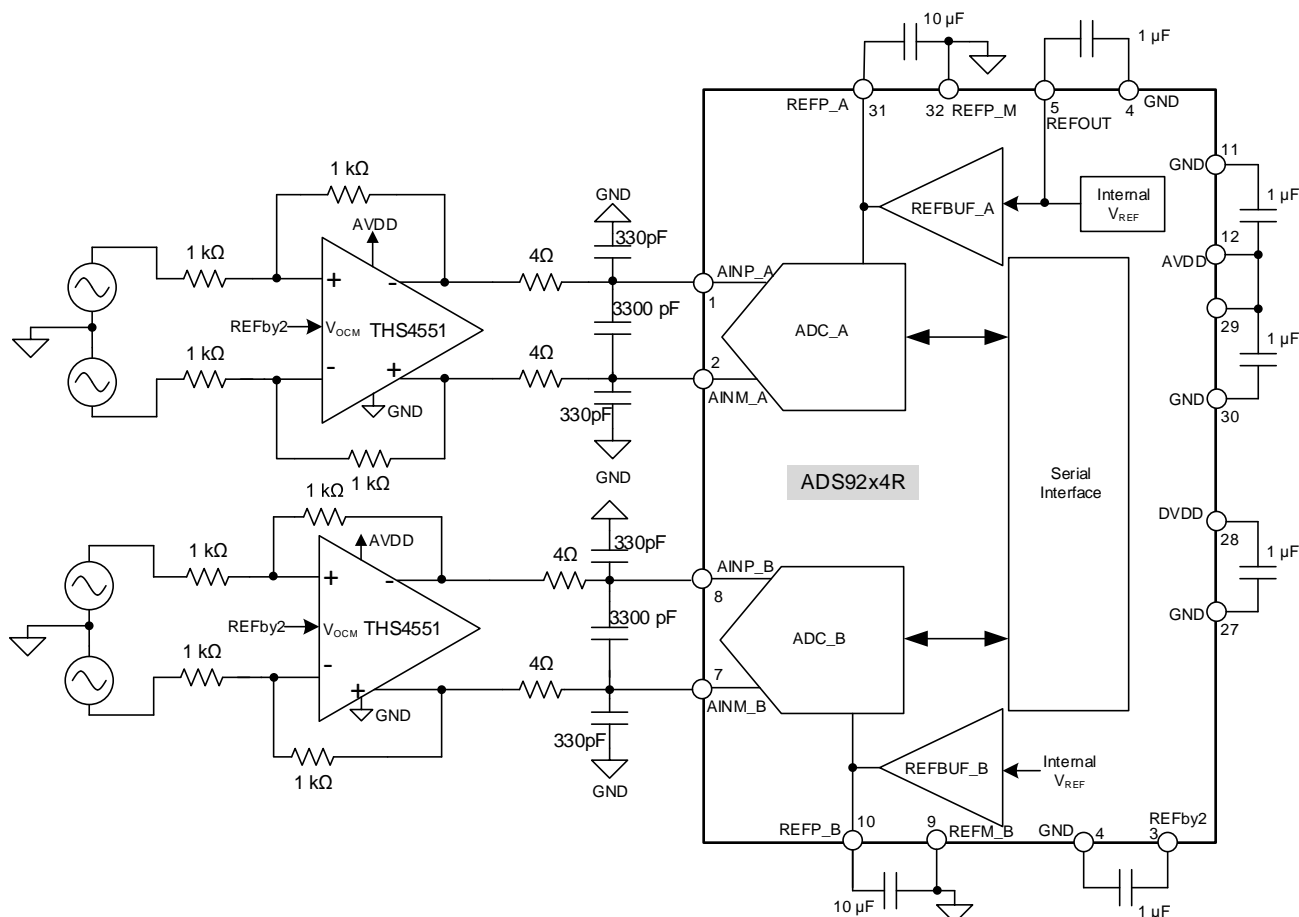 10 µF
1 µF
REFP_A
31
32
REFP_M
5
REFOUT
4
GND
1 kΩ
AVDD
1 kΩ
+
-
REFby2
VOCM
THS4551
1 kΩ
-
+
GND
1 kΩ
4Ω
4Ω
GND
330pF
3300 pF
330pF
GND
AINP_A
1
2
AINM_A
ADC_A
REFBUF_A
Internal
VREF
11
GND
1 µF
12
AVDD
29
1 µF
GND
30
ADS92x4R
Serial
Interface
1 kΩ
AVDD
1 kΩ
+
-
REFby2
VOCM
THS4551
1 kΩ
-
+
GND
1 kΩ
4Ω
4Ω
330pF
3300 pF
330pF
GND
AINP_B
8
7
AINM_B
ADC_B
DVDD
28
1 µF
GND
27
REFBUF_B
Internal
VREF
REFP_B
10
9
REFM_B
GND
4
3
REFby2
10 µF
1 µF